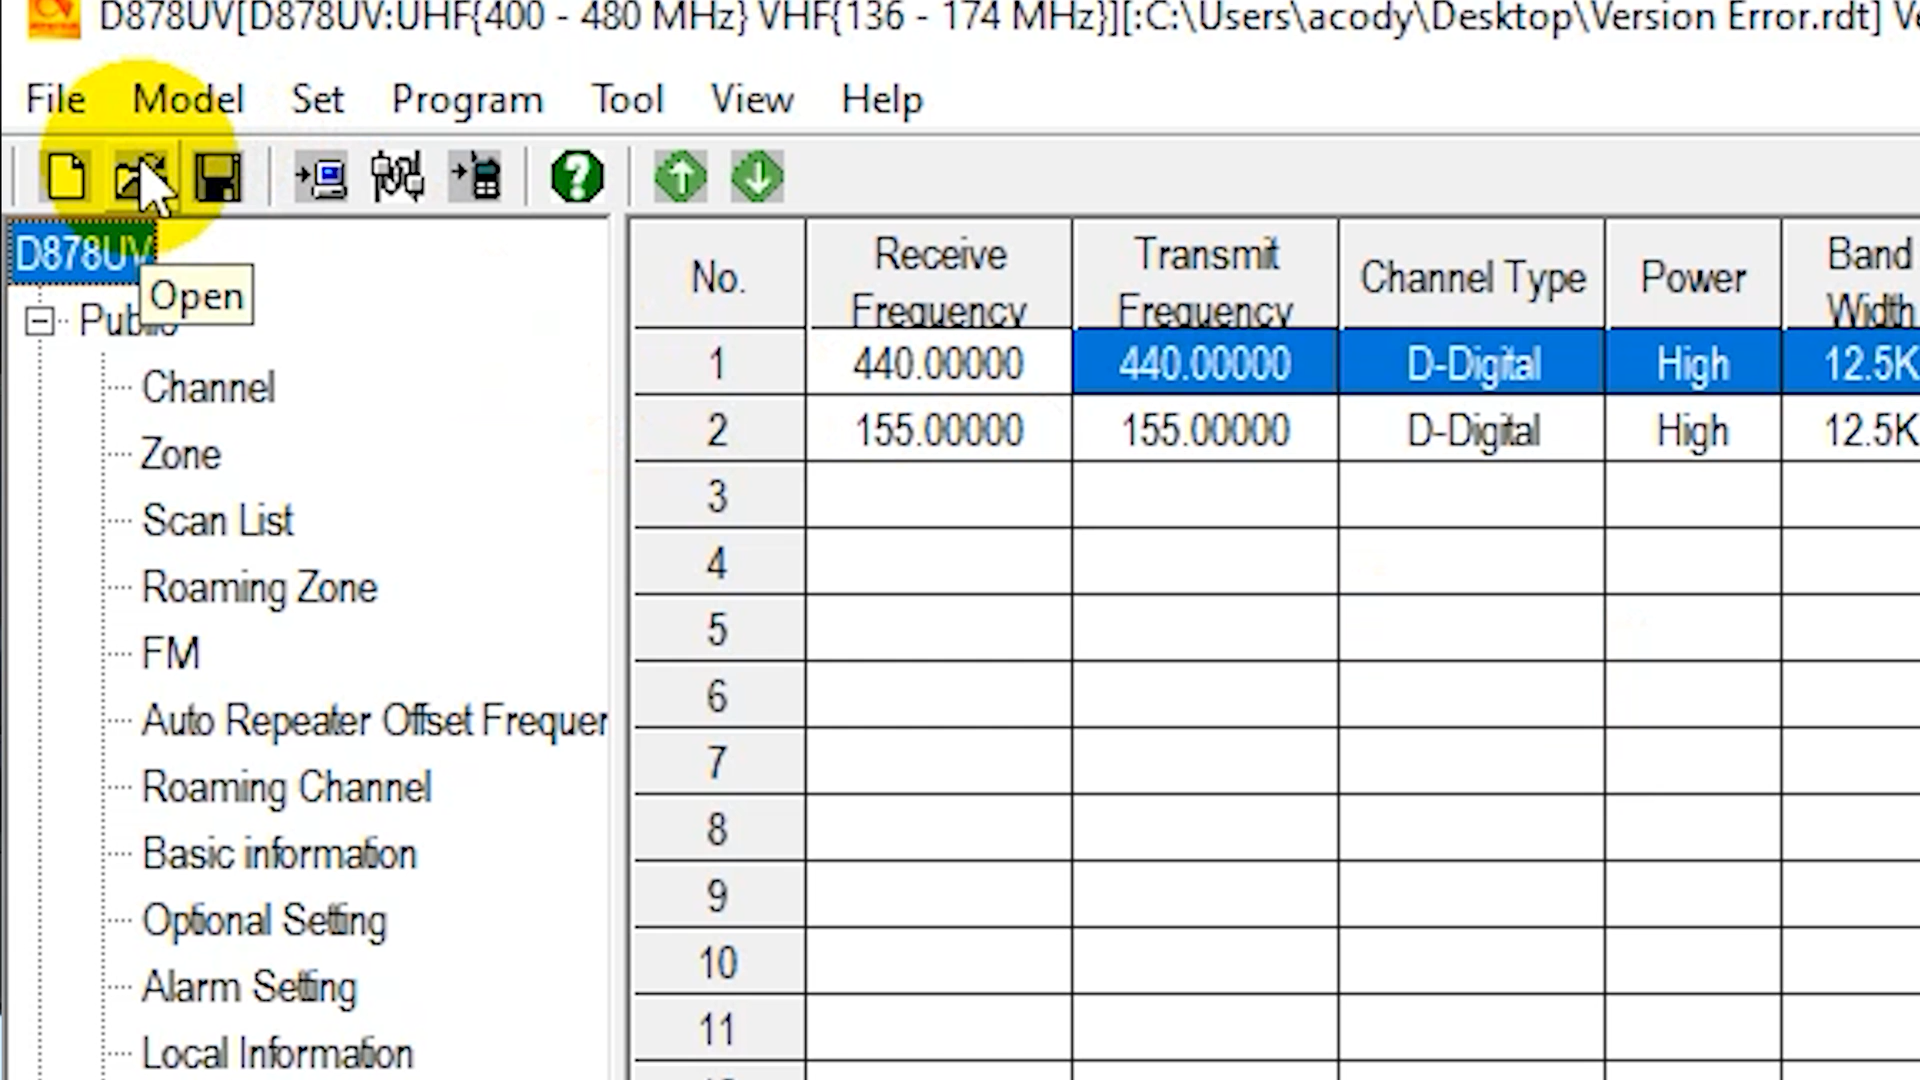 D878UV[D878UV:UHF{400 - 480 MHz} VHF{136 - 174 MHz}][:C:\Users\acody\Desktop\Version Error.rdt]
File Model Set Program Tool View Help
D878UV
Open
Public
Channel
Zone
Scan List
Roaming Zone
FM
Auto Repeater Offset Frequer
Roaming Channel
Basic information
Optional Setting
Alarm Setting
Local Information
No. Receive Frequency Transmit Frequency Channel Type Power Band Width
1 440.00000 440.00000 D-Digital High 12.5K
2 155.00000 155.00000 D-Digital High 12.5K
3
4
5
6
7
8
9
10
11